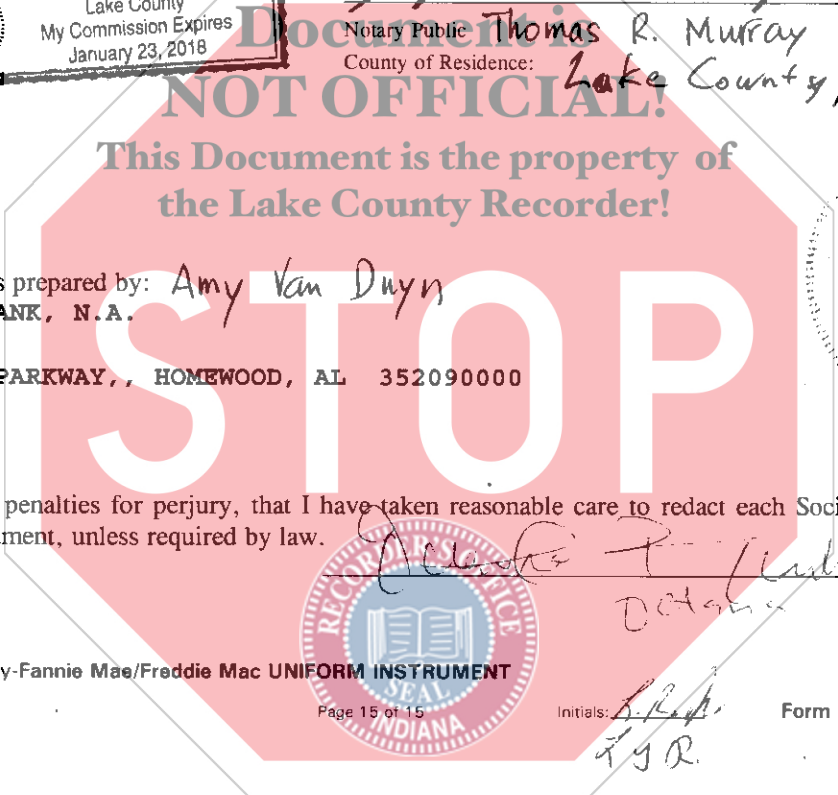 Lake County
My Commission Expires
January 23, 2018
Document is
NOT OFFICIAL!
This Document is the property of
the Lake County Recorder!
Notary Public Thomas R. Murray
County of Residence: Lake County,
STOP
s prepared by: Amy Van Duyn
ANK, N.A.
PARKWAY,, HOMEWOOD, AL 352090000
penalties for perjury, that I have taken reasonable care to redact each Soci
ment, unless required by law.
RECORDER'S OFFICE
SEAL
INDIANA
y-Fannie Mae/Freddie Mac UNIFORM INSTRUMENT
Page 15 of 15
Initials:
Form